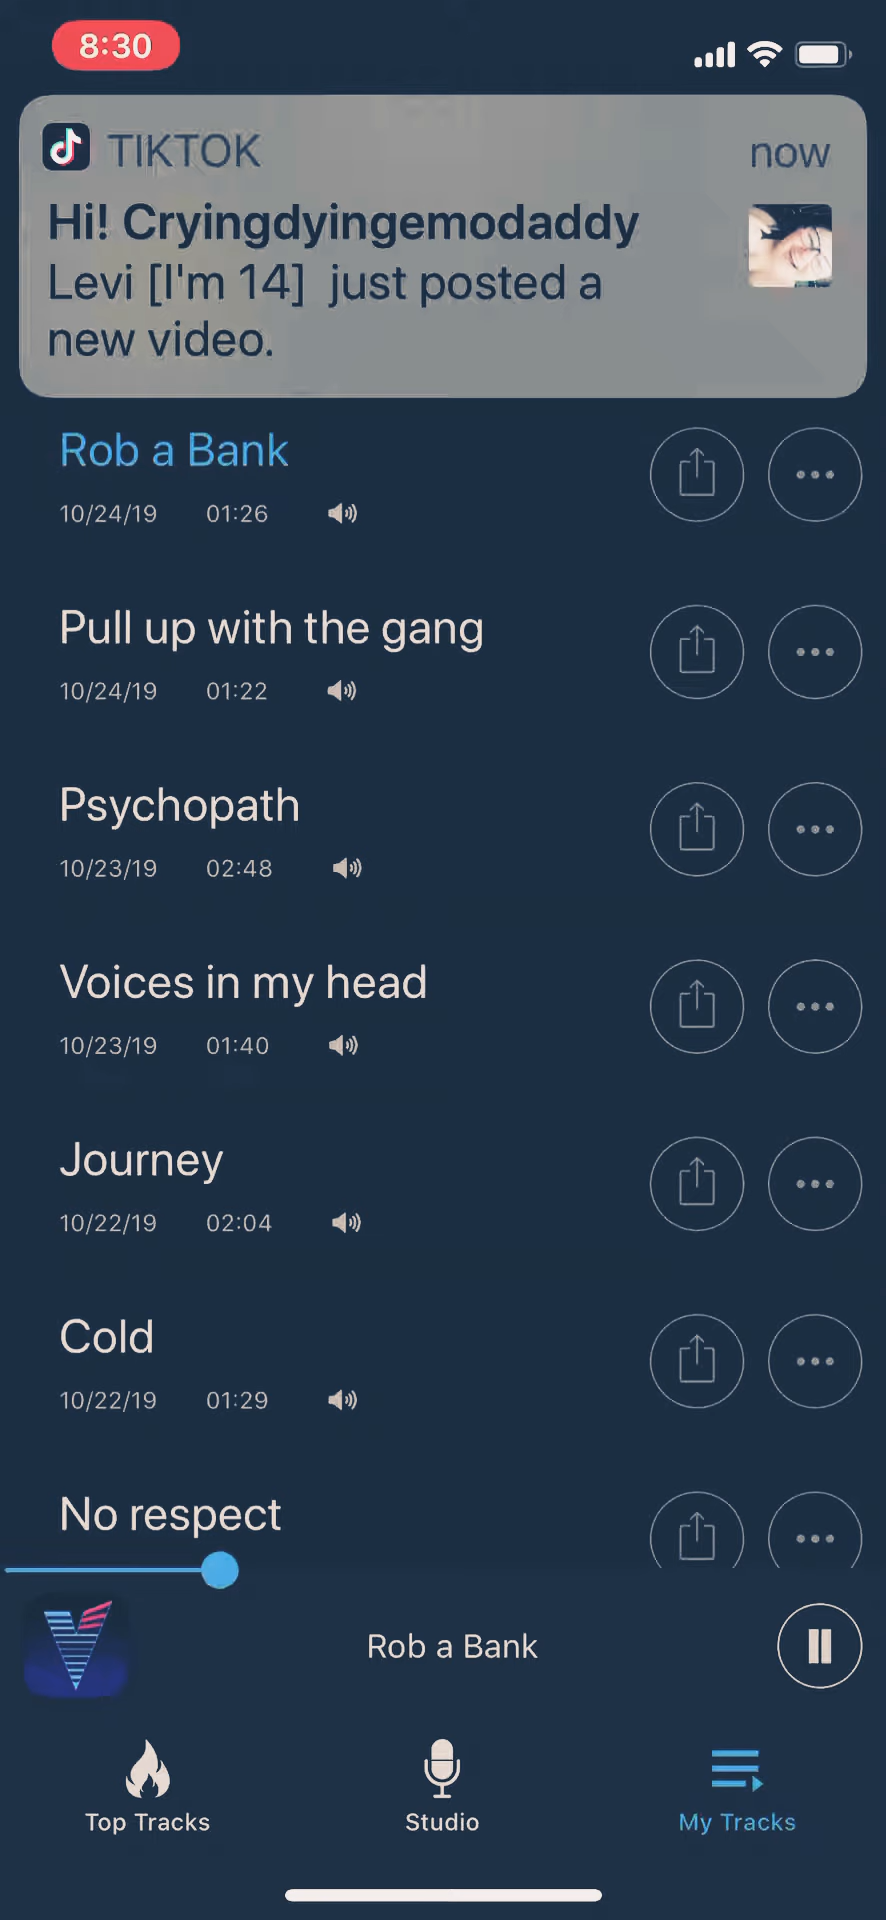 8:30
TIKTOK now
Hi! Cryingdyingemodaddy
Levi [I'm 14] just posted a
new video.
Rob a Bank
10/24/19 01:26
Pull up with the gang
10/24/19 01:22
Psychopath
10/23/19 02:48
Voices in my head
10/23/19 01:40
Journey
10/22/19 02:04
Cold
10/22/19 01:29
No respect
Rob a Bank
Top Tracks Studio My Tracks